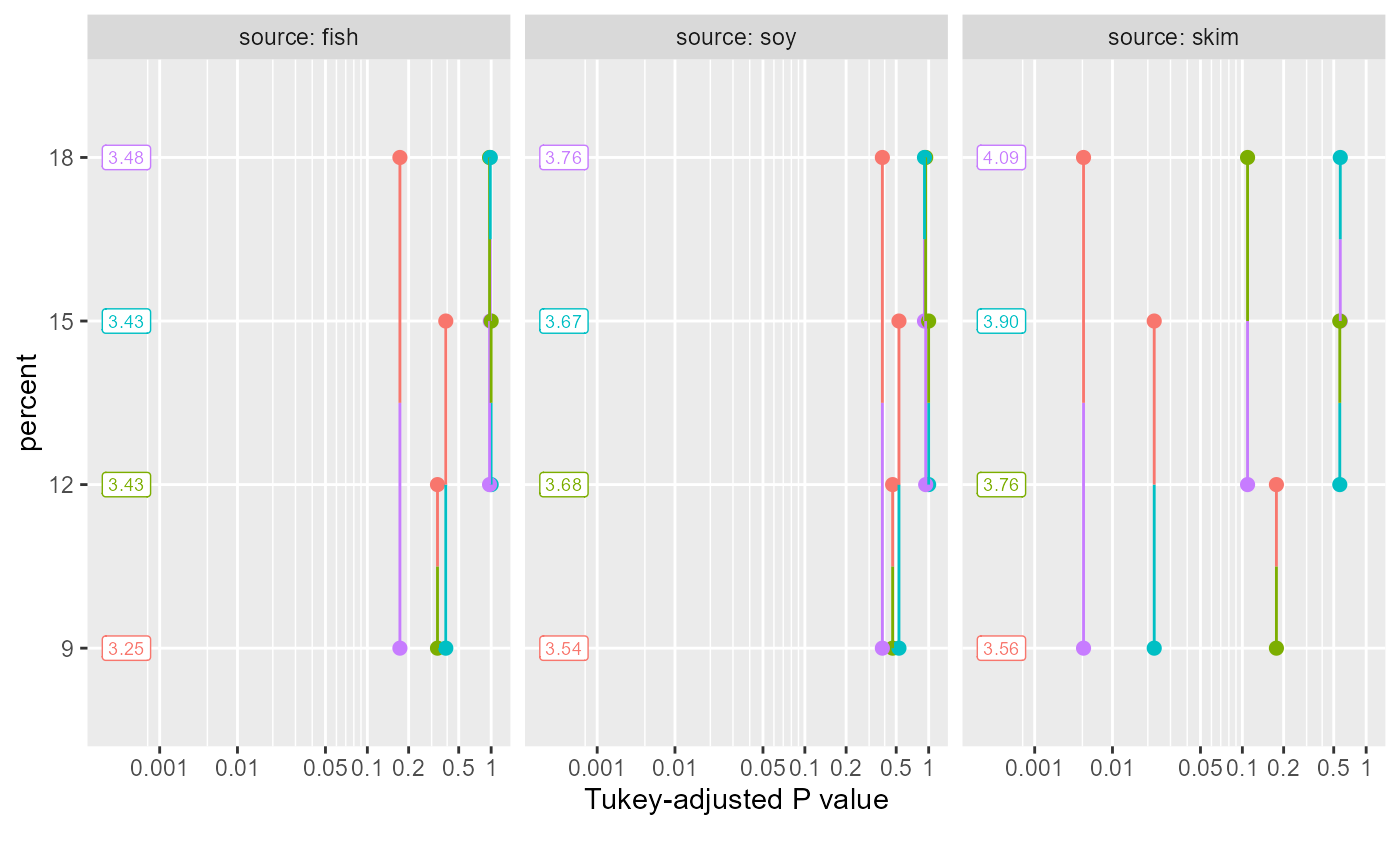 source: fish source: soy source: skim
18 3.48 3.76 4.09
15 3.43 3.67 3.90
12 3.43 3.68 3.76
9 3.25 3.54 3.56
percent
0.001 0.01 0.05 0.1 0.2 0.5 1 0.001 0.01 0.05 0.1 0.2 0.5 1 0.001 0.01 0.05 0.1 0.2 0.5 1
Tukey-adjusted P value